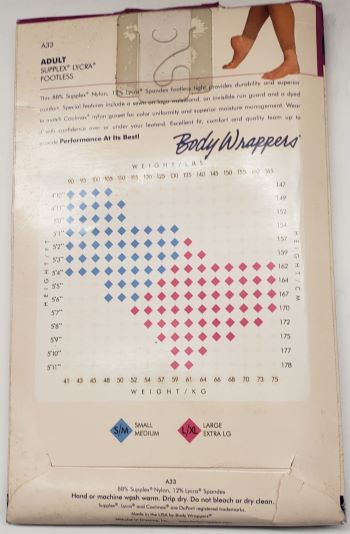 A33
ADULT
SUPPLEX® LYCRA®
FOOTLESS
This 88% Supplex® Nylon, 12% Lycra® Spandex footless tight provides durability and superior
comfort. Special features include a sewn on logo waistband, an invisible run guard and a dyed
to match Coolmax® nylon gusset for color uniformity and superior moisture management. Wear
it with confidence over or under your leotard. Excellent fit, comfort and quality team up to
provide Performance At Its Best!
Body Wrappers®
WEIGHT/LBS
90 95 100 105 110 115 120 125 130 135 140 145 150 155 160 165
HEIGHT/FT
HEIGHT/CM
4'10" 147
4'11" 149
5'0" 152
5'1" 154
5'2" 157
5'3" 159
5'4" 162
5'5" 164
5'6" 167
5'7" 170
5'8" 172
5'9" 175
5'10" 177
5'11" 178
41 43 45 48 50 52 54 57 59 61 64 66 68 70 73 75
WEIGHT/KG
S/M SMALL MEDIUM
L/XL LARGE EXTRA LG
A33
88% Supplex® Nylon, 12% Lycra® Spandex
Hand or machine wash warm. Drip dry. Do not bleach or dry clean.
Supplex®, Lycra® and Coolmax® are DuPont registered trademarks.
Made in the USA by Body Wrappers®